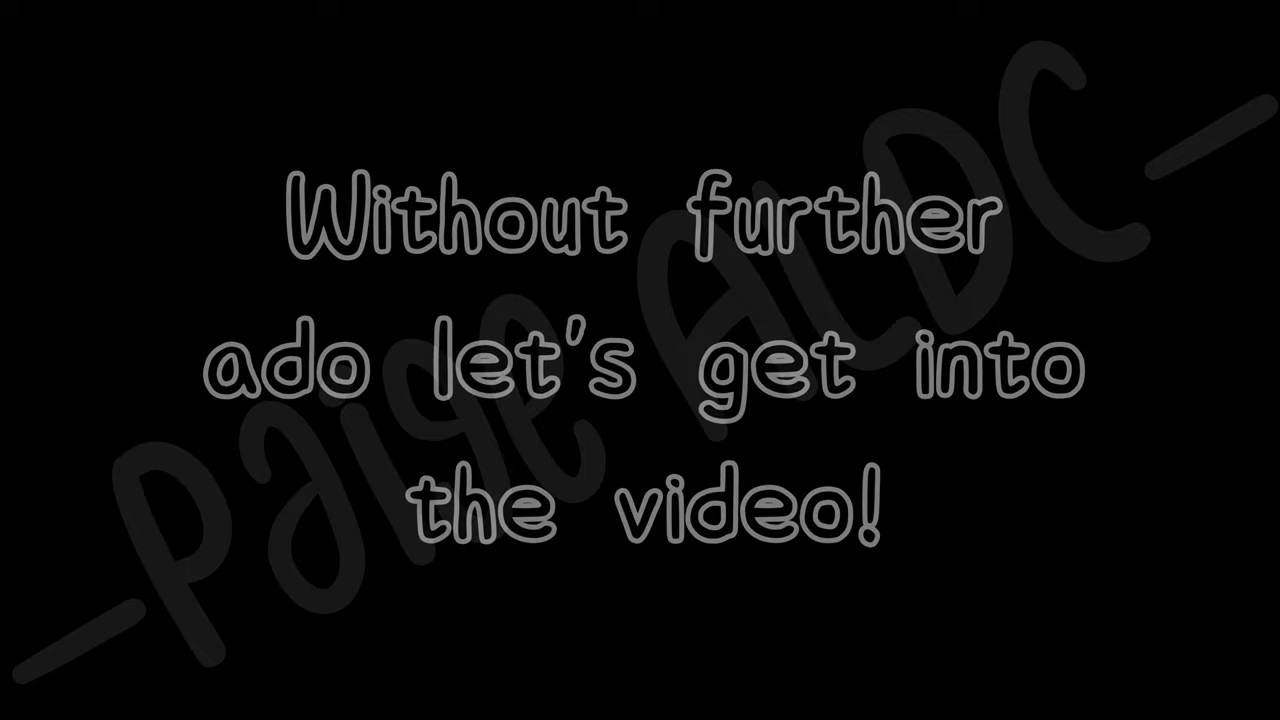 Without further
ado let's get into
the video!
-Paige ALDC-